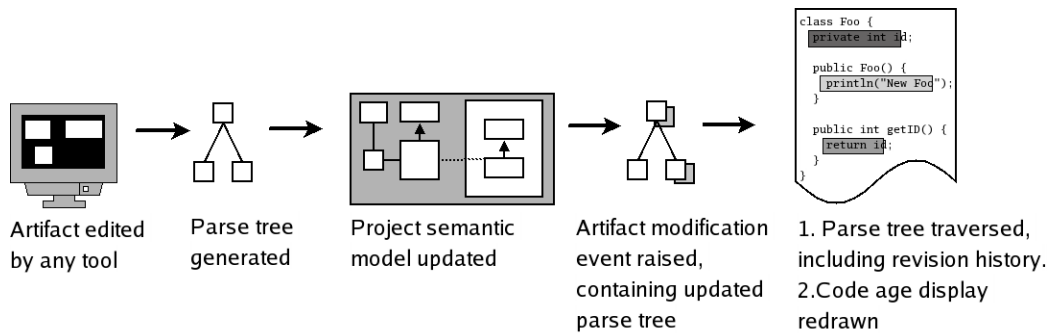 class Foo {
private int id;
public Foo() {
println("New Foo");
}
public int getID() {
return id;
}
}
Artifact edited
by any tool
Parse tree
generated
Project semantic
model updated
Artifact modification
event raised,
containing updated
parse tree
1. Parse tree traversed,
including revision history.
2.Code age display
redrawn